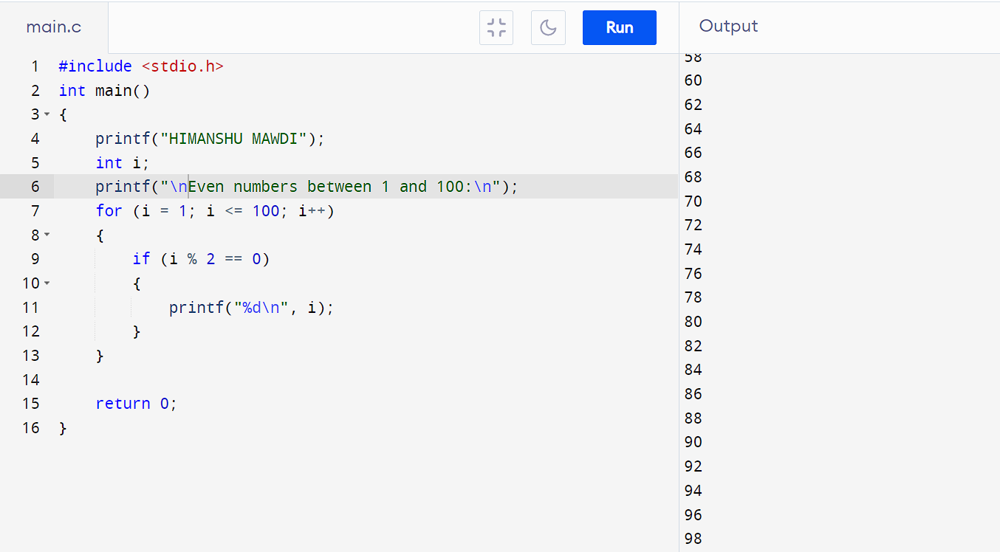 main.c
Run
Output
1 #include <stdio.h>
2 int main()
3 {
4     printf("HIMANSHU MAWDI");
5     int i;
6     printf("\nEven numbers between 1 and 100:\n");
7     for (i = 1; i <= 100; i++)
8     {
9         if (i % 2 == 0)
10         {
11             printf("%d\n", i);
12         }
13     }
14
15     return 0;
16 }
58
60
62
64
66
68
70
72
74
76
78
80
82
84
86
88
90
92
94
96
98